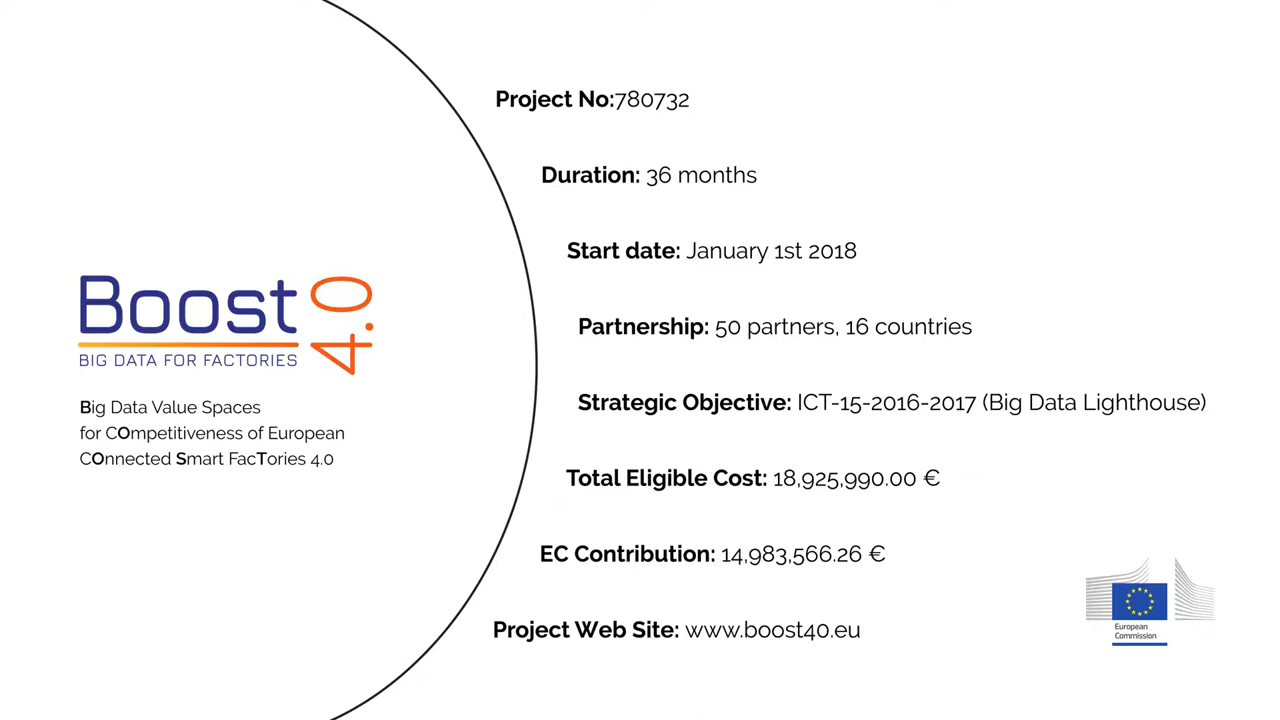 Project No:780732
Duration: 36 months
Start date: January 1st 2018
Boost 4.0
BIG DATA FOR FACTORIES
Partnership: 50 partners, 16 countries
Big Data Value Spaces
for COmpetitiveness of European
COnnected Smart FacTories 4.0
Strategic Objective: ICT-15-2016-2017 (Big Data Lighthouse)
Total Eligible Cost: 18,925,990.00 €
EC Contribution: 14,983,566.26 €
Project Web Site: www.boost40.eu
European
Commission